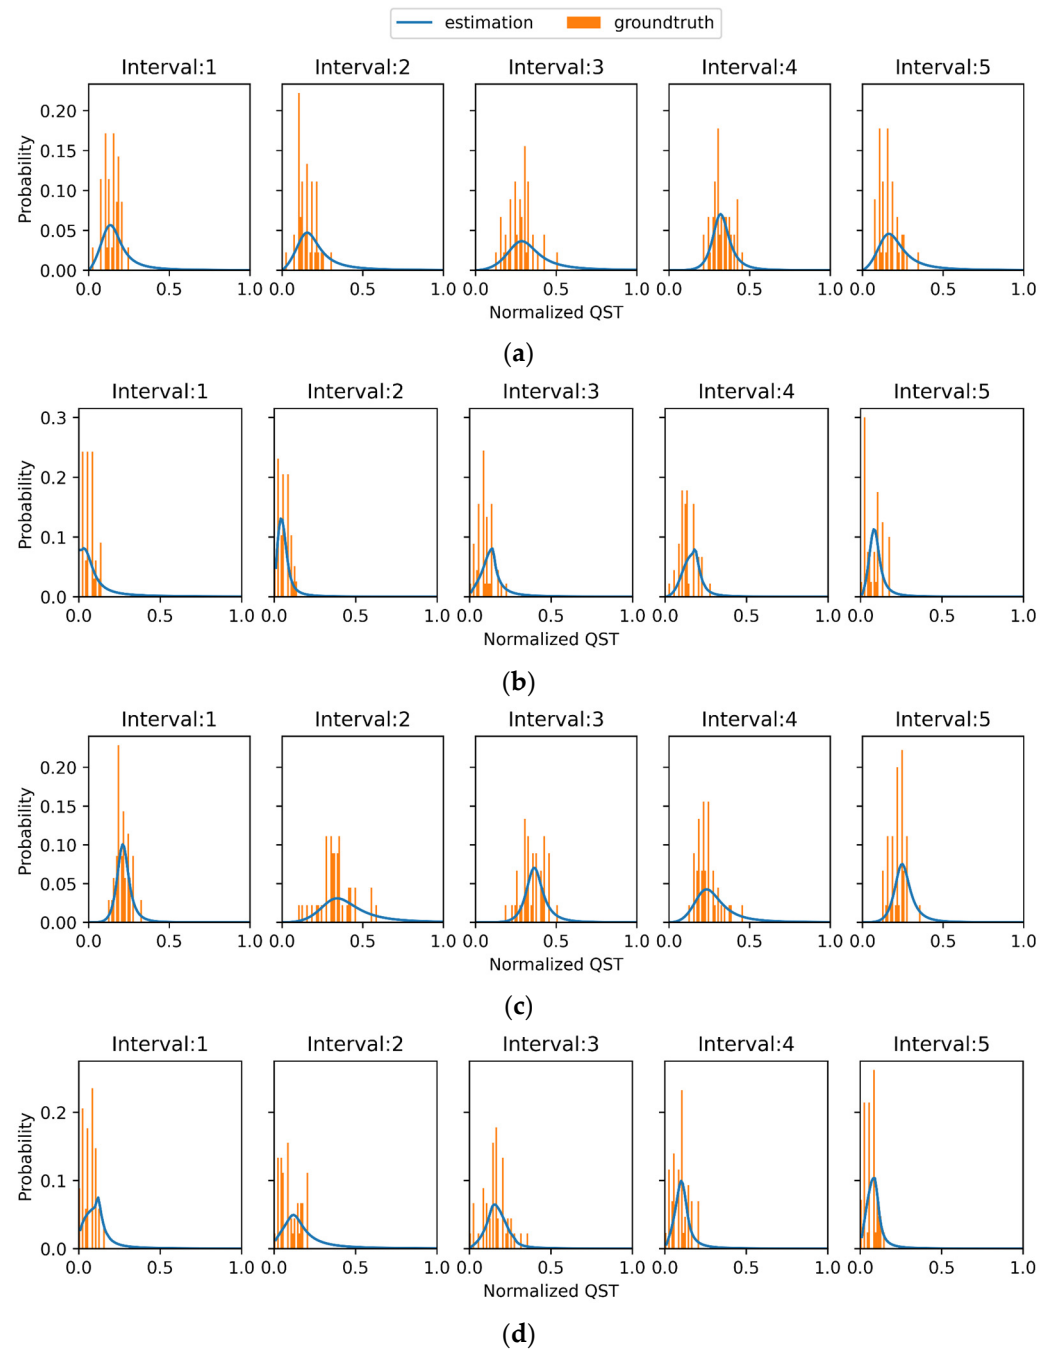 estimation groundtruth
Interval:1 Interval:2 Interval:3 Interval:4 Interval:5
Probability
0.20
0.15
0.10
0.05
0.00
0.0 0.5 1.0 0.0 0.5 1.0 0.0 0.5 1.0 0.0 0.5 1.0 0.0 0.5 1.0
Normalized QST
(a)
Interval:1 Interval:2 Interval:3 Interval:4 Interval:5
Probability
0.3
0.2
0.1
0.0
0.0 0.5 1.0 0.0 0.5 1.0 0.0 0.5 1.0 0.0 0.5 1.0 0.0 0.5 1.0
Normalized QST
(b)
Interval:1 Interval:2 Interval:3 Interval:4 Interval:5
Probability
0.20
0.15
0.10
0.05
0.00
0.0 0.5 1.0 0.0 0.5 1.0 0.0 0.5 1.0 0.0 0.5 1.0 0.0 0.5 1.0
Normalized QST
(c)
Interval:1 Interval:2 Interval:3 Interval:4 Interval:5
Probability
0.2
0.1
0.0
0.0 0.5 1.0 0.0 0.5 1.0 0.0 0.5 1.0 0.0 0.5 1.0 0.0 0.5 1.0
Normalized QST
(d)